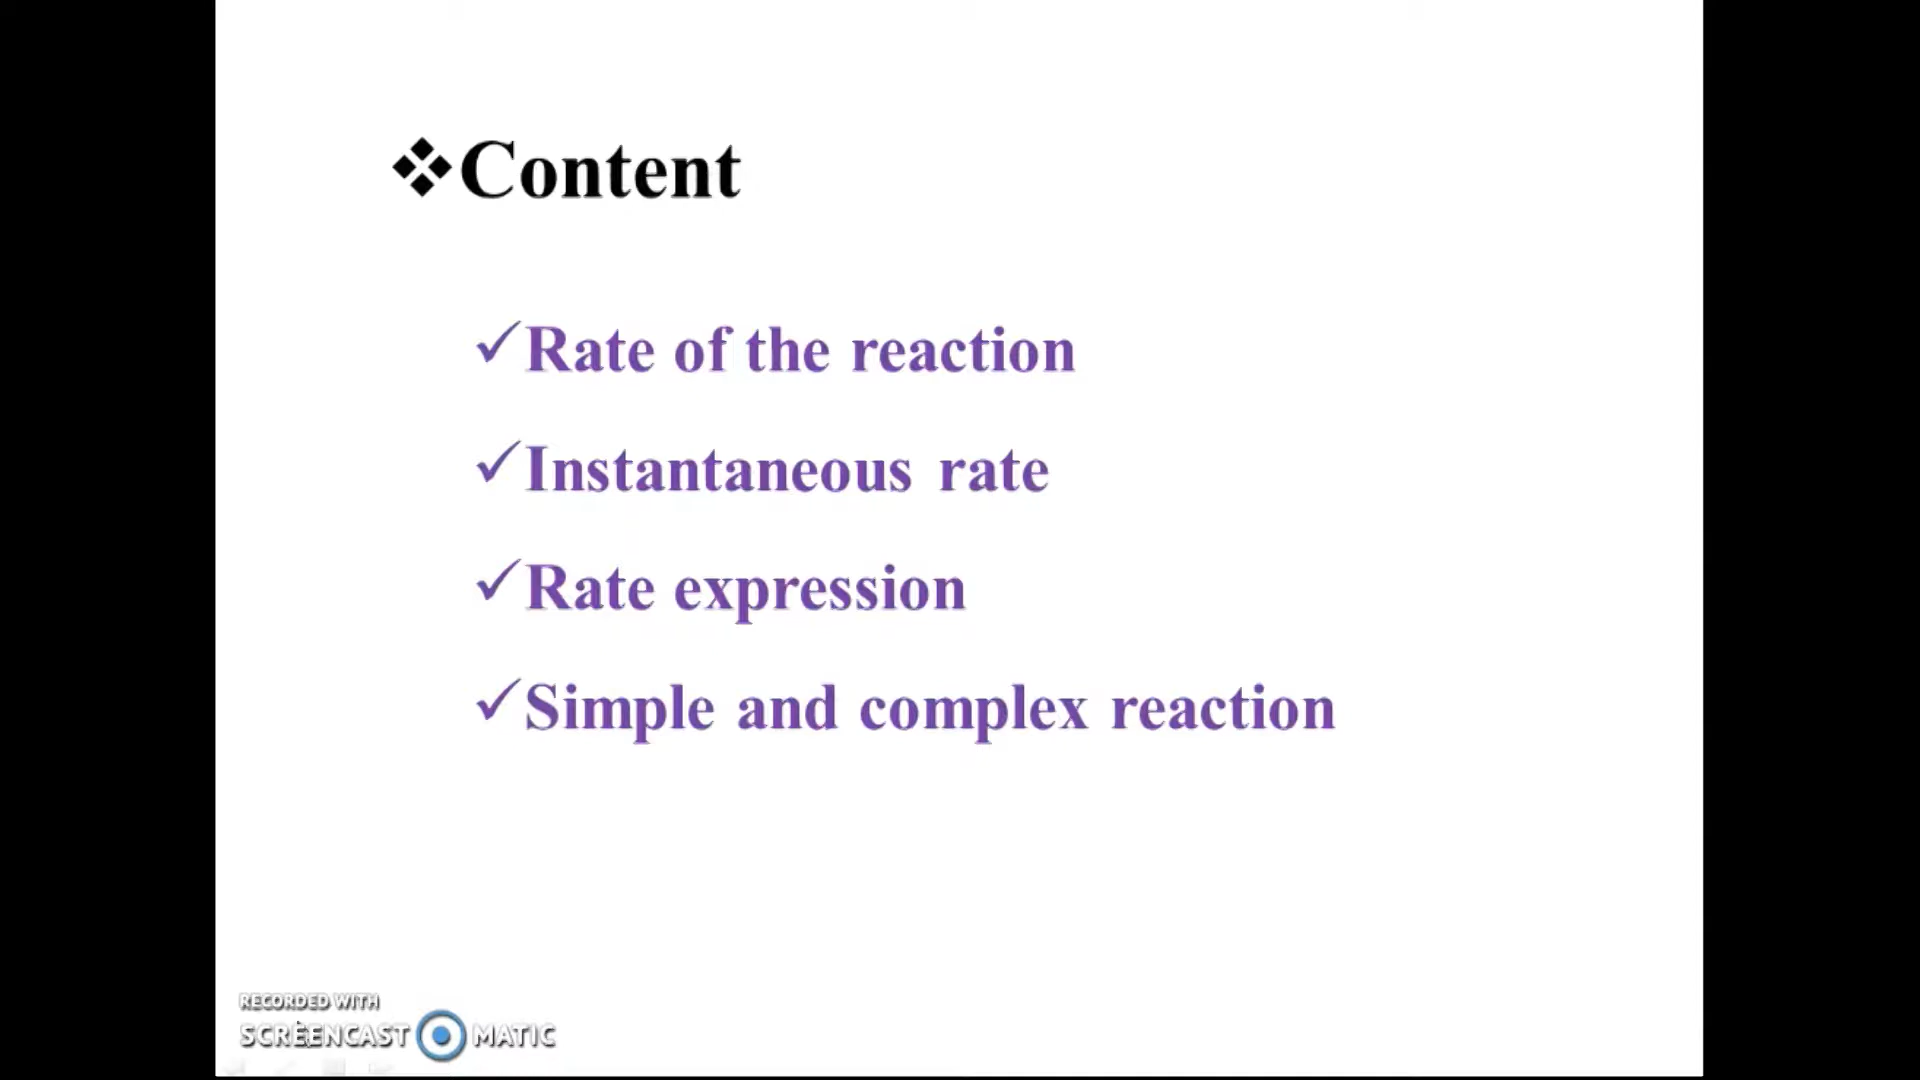 ❖Content
✓Rate of the reaction
✓Instantaneous rate
✓Rate expression
✓Simple and complex reaction
RECORDED WITH
SCREENCAST MATIC